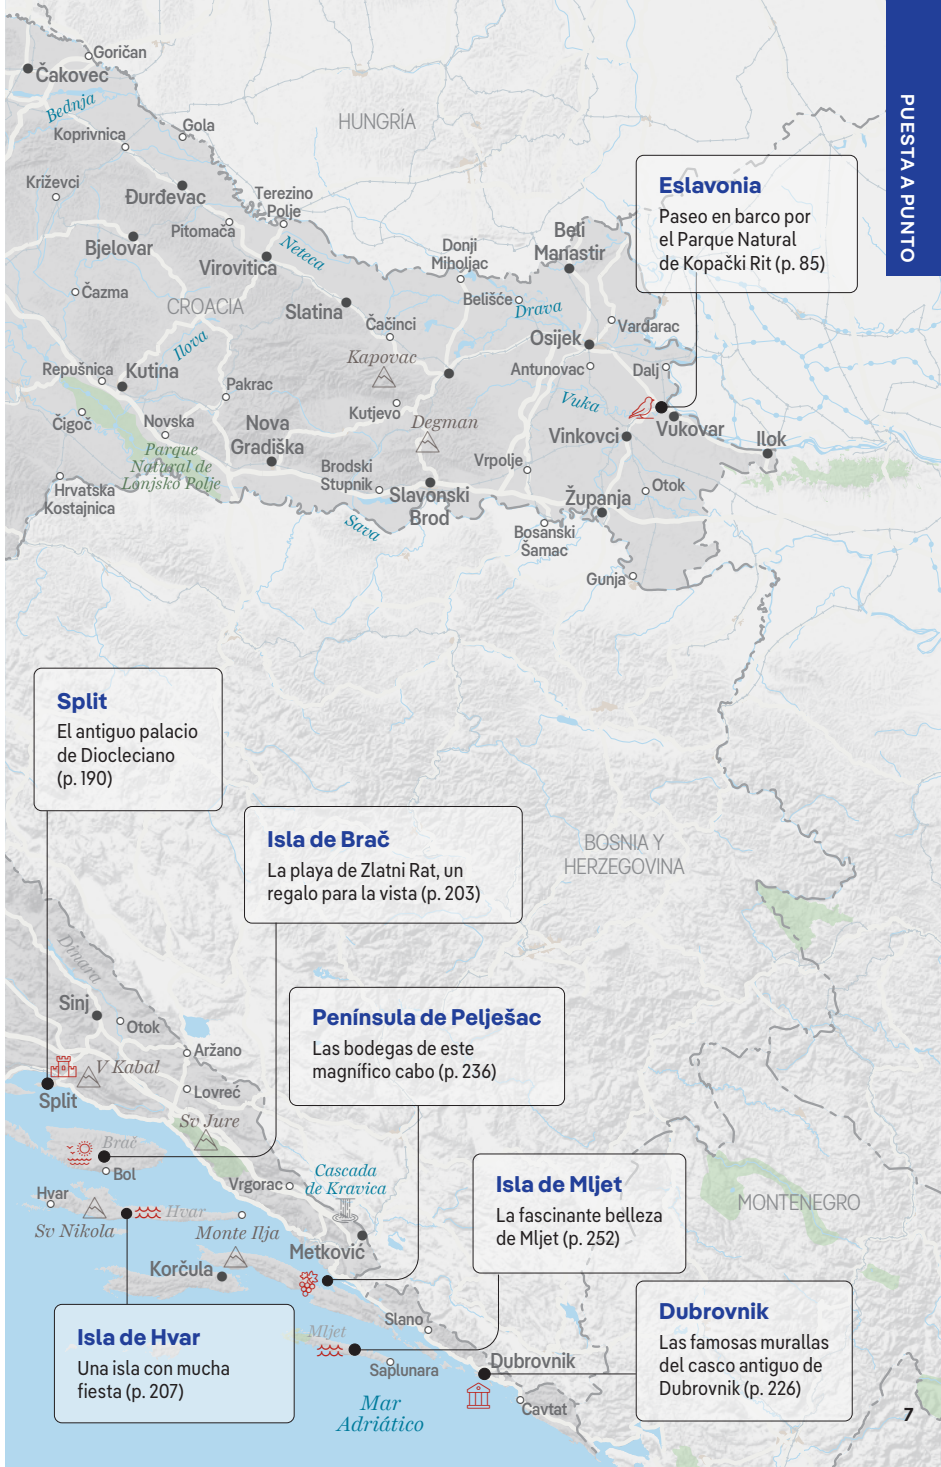 Goričan
Čakovec
Bednja
PUESTA A PUNTO
HUNGRÍA
Gola
Koprivnica
Križevci
Đurđevac
Terezino
Polje
Pitomača
Bjelovar
Virovitica
Neteca
Donji
Miholjac
Beli
Manastir
Eslavonia
Paseo en barco por
el Parque Natural
de Kopački Rit (p. 85)
Čazma
CROACIA
Slatina
Belišće
Drava
Čačinci
Osijek
Vardarac
Ilova
Kapovac
Repušnica
Kutina
Pakrac
Antunovac
Dalj
Čigoč
Novska
Nova
Gradiška
Kutjevo
Degman
Vuka
Vinkovci
Vukovar
Ilok
Parque
Natural de
Lonjsko Polje
Brodski
Stupnik
Vrpolje
Hrvatska
Kostajnica
Slavonski
Brod
Županja
Otok
Sava
Bosanski
Šamac
Gunja
Split
El antiguo palacio
de Diocleciano
(p. 190)
Isla de Brač
La playa de Zlatni Rat, un
regalo para la vista (p. 203)
BOSNIA Y
HERZEGOVINA
Dinara
Sinj
Otok
Península de Pelješac
Las bodegas de este
magnífico cabo (p. 236)
Aržano
V Kabal
Lovreć
Split
Sv Jure
Brač
Bol
Cascada
de Kravica
Vrgorac
Isla de Mljet
La fascinante belleza
de Mljet (p. 252)
MONTENEGRO
Hvar
Sv Nikola
Hvar
Monte Ilja
Metković
Korčula
Isla de Hvar
Una isla con mucha
fiesta (p. 207)
Mljet
Slano
Saplunara
Dubrovnik
Dubrovnik
Las famosas murallas
del casco antiguo de
Dubrovnik (p. 226)
Mar
Adriático
Cavtat
7